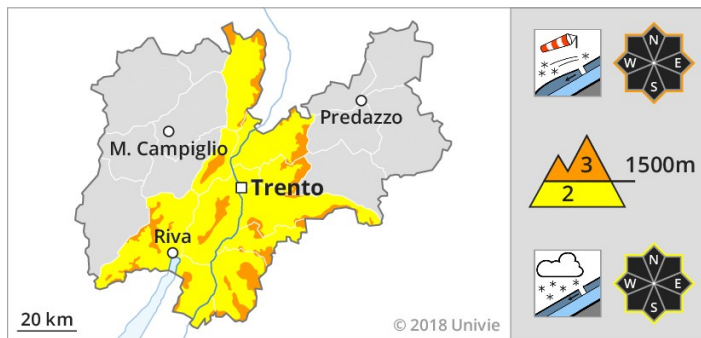 Predazzo
M. Campiglio
Trento
Riva
20 km
© 2018 Univie
N
W E
S
3 1500m
2
N
W E
S